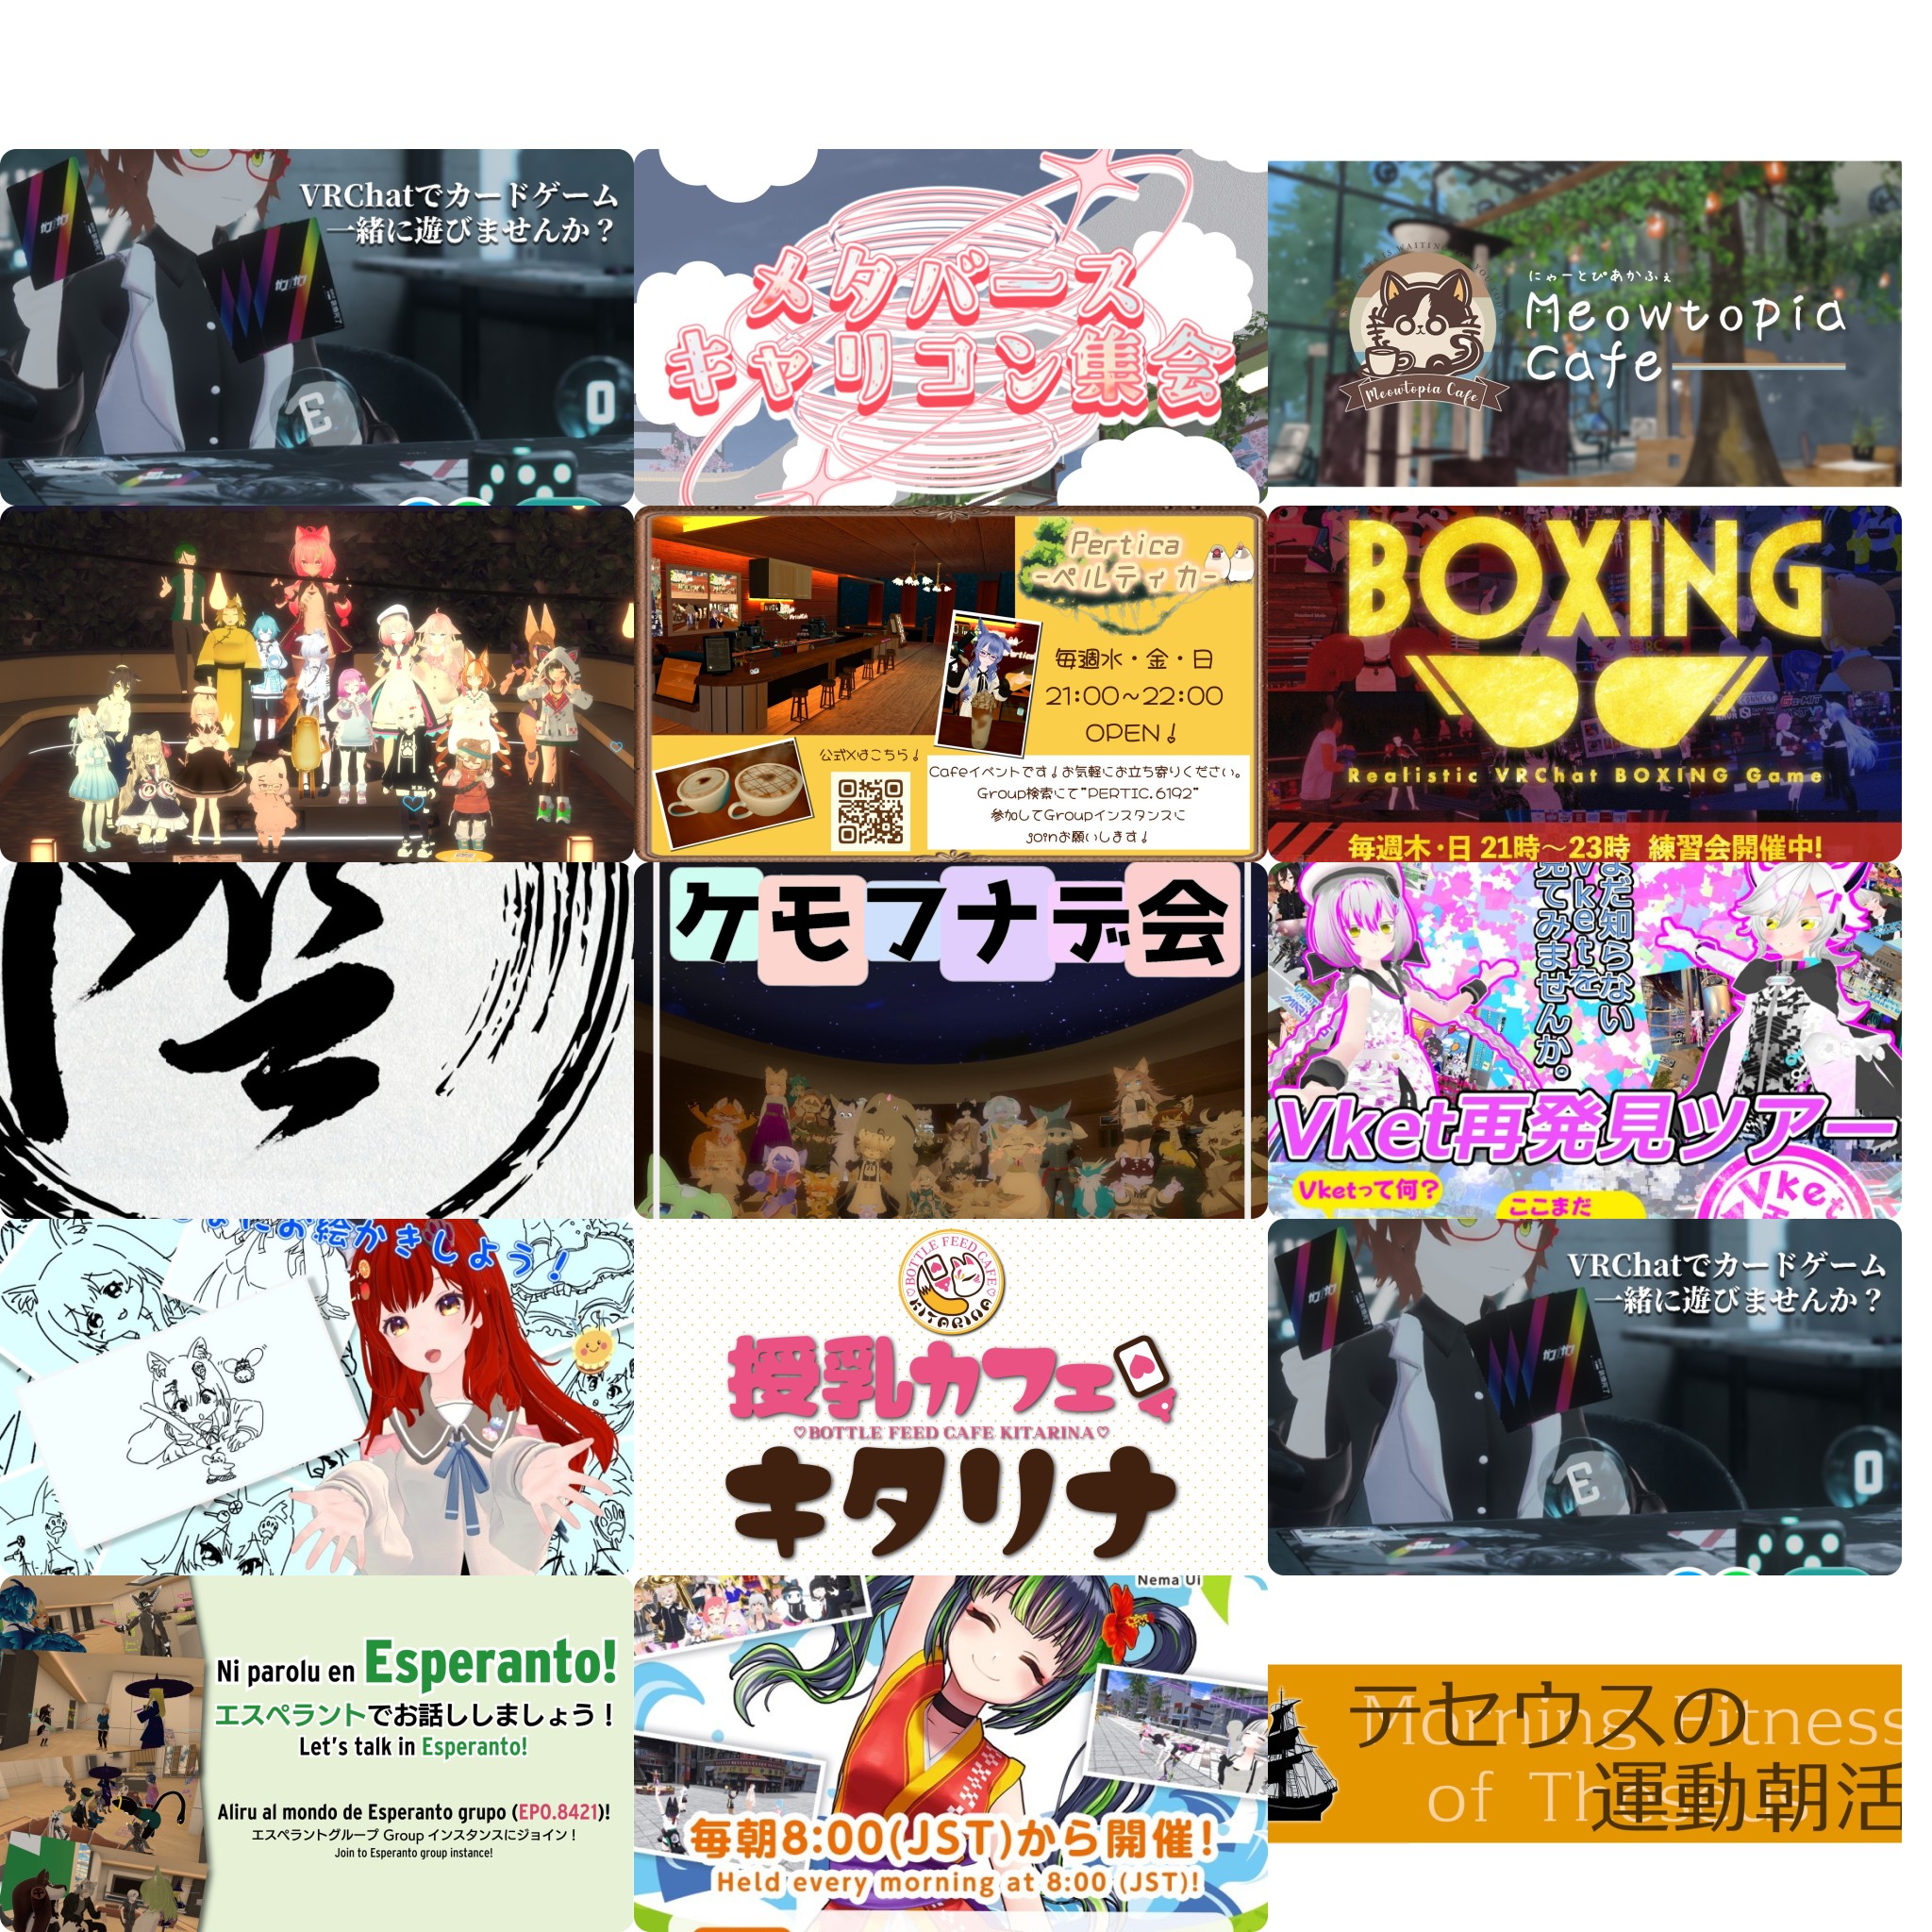 VRChatでカードゲーム
一緒に遊びませんか？
E
O
メタバース
キャリコン集会
にゃーとぴあかふぇ
Meowtopia
Cafe
Meowtopia Cafe
Pertica
-ペルティカ-
毎週水・金・日
21:00～22:00
OPEN！
公式Xはこちら！
Cafeイベントです！お気軽にお立ち寄りください。
Group検索にて"PERTIC.6192"
参加してGroupインスタンスに
joinお願いします！
BOXING
Realistic VRChat BOXING Game
毎週木・日 21時～23時 練習会開催中!
ケモフナデ会
まだ知らない
Vketを
見てみませんか。
Vket再発見ツアー
Vketって何？
ここまだ
Vket
お絵かきしよう！
BOTTLE FEED CAFE
KITARINA
授乳カフェ
♡BOTTLE FEED CAFE KITARINA♡
キタリナ
VRChatでカードゲーム
一緒に遊びませんか？
E
O
Ni parolu en Esperanto!
エスペラントでお話ししましょう！
Let's talk in Esperanto!
Aliru al mondo de Esperanto grupo (EPO.8421)!
エスペラントグループ Group インスタンスにジョイン！
Join to Esperanto group instance!
Nema Ui
毎朝8:00(JST)から開催!
Held every morning at 8:00 (JST)!
テセウスの
Morning Fitness
運動朝活
of Theseus